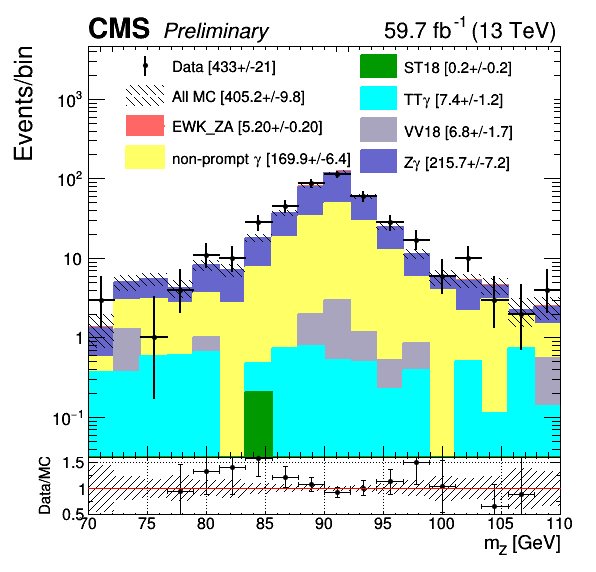 CMS Preliminary 59.7 fb⁻¹ (13 TeV)
Events/bin
Data [433+/-21]
All MC [405.2+/-9.8]
EWK_ZA [5.20+/-0.20]
non-prompt γ [169.9+/-6.4]
ST18 [0.2+/-0.2]
TTγ [7.4+/-1.2]
VV18 [6.8+/-1.7]
Zγ [215.7+/-7.2]
10³
10²
10
1
10⁻¹
Data/MC
1.5
1
0.5
70 75 80 85 90 95 100 105 110
m_Z [GeV]